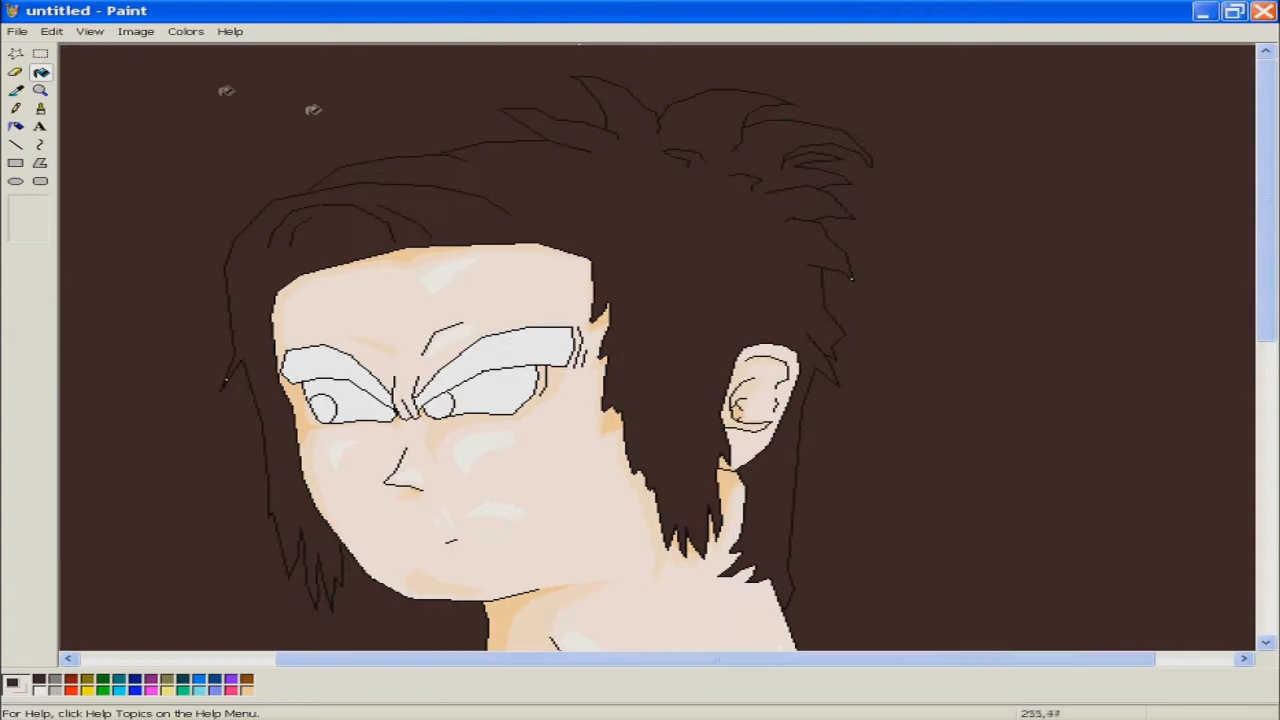 untitled - Paint
File Edit View Image Colors Help
A
For Help, click Help Topics on the Help Menu.